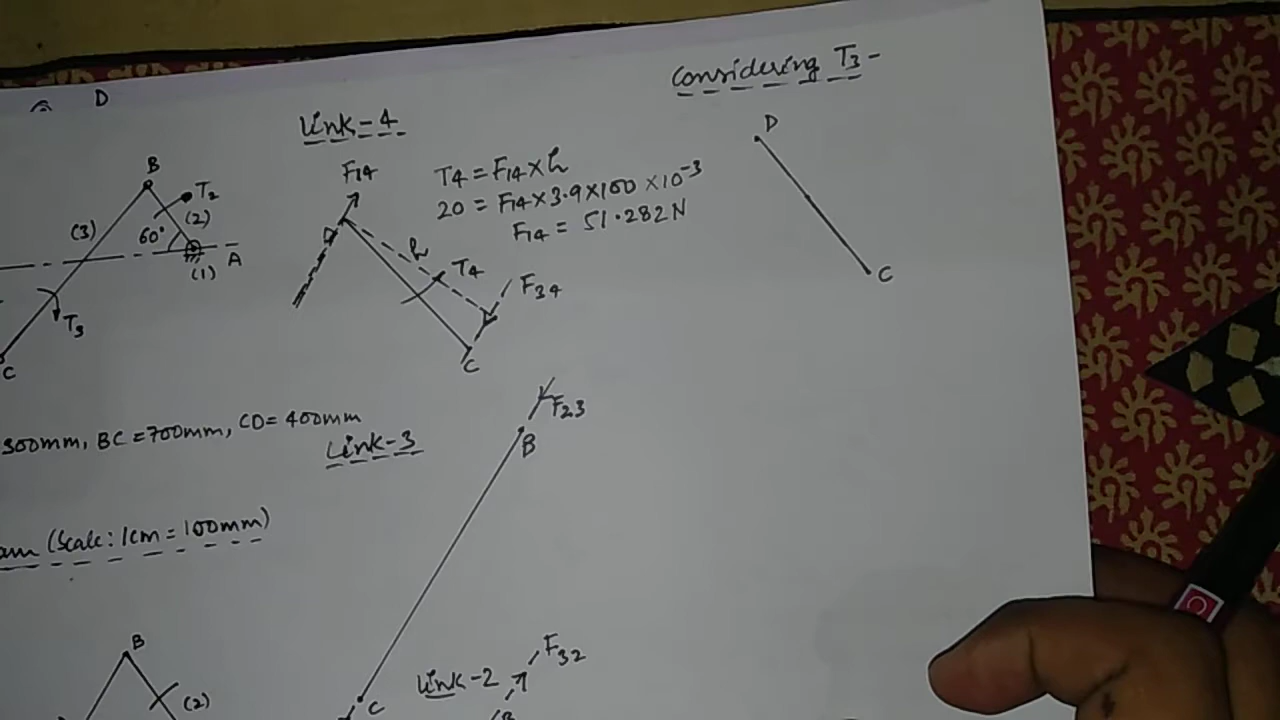 D
B
T2
(3)
60°
(2)
A
(1)
T3
C
300mm, BC = 700mm, CD = 400mm
(Scale: 1cm = 100mm)
B
(2)
Link-4
F14
D
h
T4
F34
C
T4 = F14 × h
20 = F14 × 3.9 × 100 × 10-3
F14 = 51.282 N
Link-3
F23
B
C
Link-2
F32
B
Considering T3 -
D
C